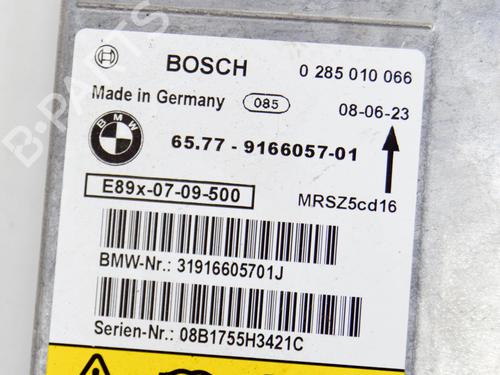 BOSCH 0 285 010 066
Made in Germany 085 08-06-23
BMW 65.77 - 9166057-01
E89x-07-09-500 MRSZ5cd16
BMW-Nr.: 31916605701J
Serien-Nr.: 08B1755H3421C
B-PARTS